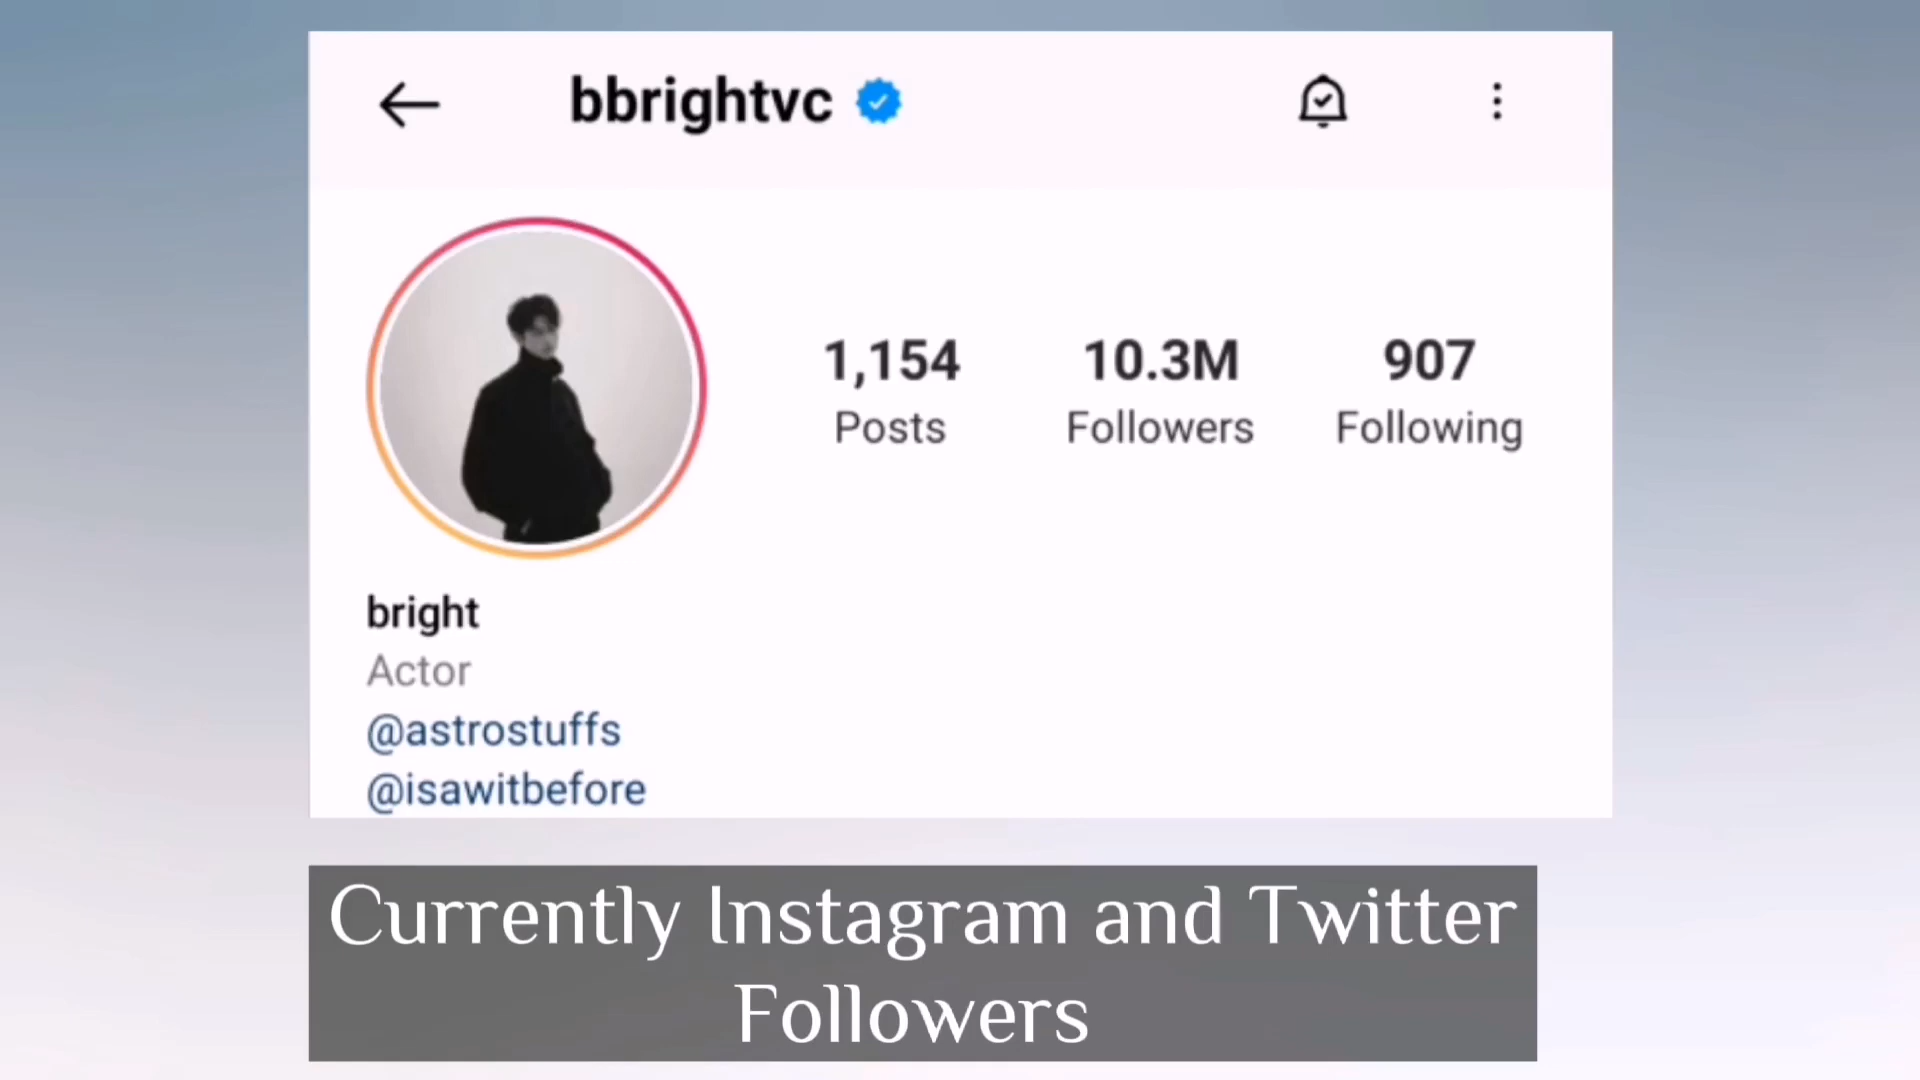 bbrightvc
1,154 10.3M 907
Posts Followers Following
bright
Actor
@astrostuffs
@isawitbefore
Currently Instagram and Twitter
Followers